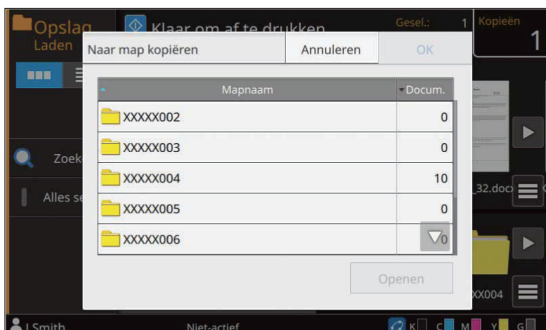 Opslag
Laden
Klaar om af te drukken
Gesel.: 1
Kopieën
1
Naar map kopiëren
Annuleren
OK
Mapnaam
Docum.
XXXXX002 0
XXXXX003 0
XXXXX004 10
XXXXX005 0
XXXXX006 0
Openen
Zoek
Alles se
_32.doc
XX004
J.Smith
Niet-actief
K C M Y G